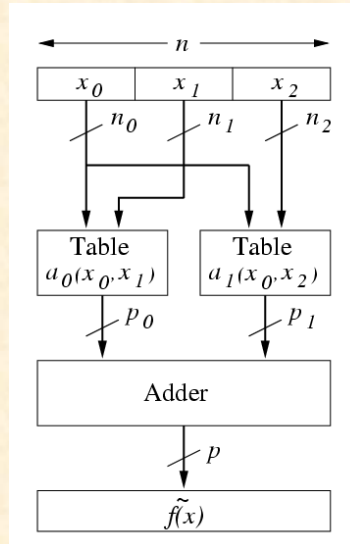 n
x₀ x₁ x₂
n₀ n₁ n₂
Table Table
a₀(x₀,x₁) a₁(x₀,x₂)
p₀ p₁
Adder
p
f̃(x)